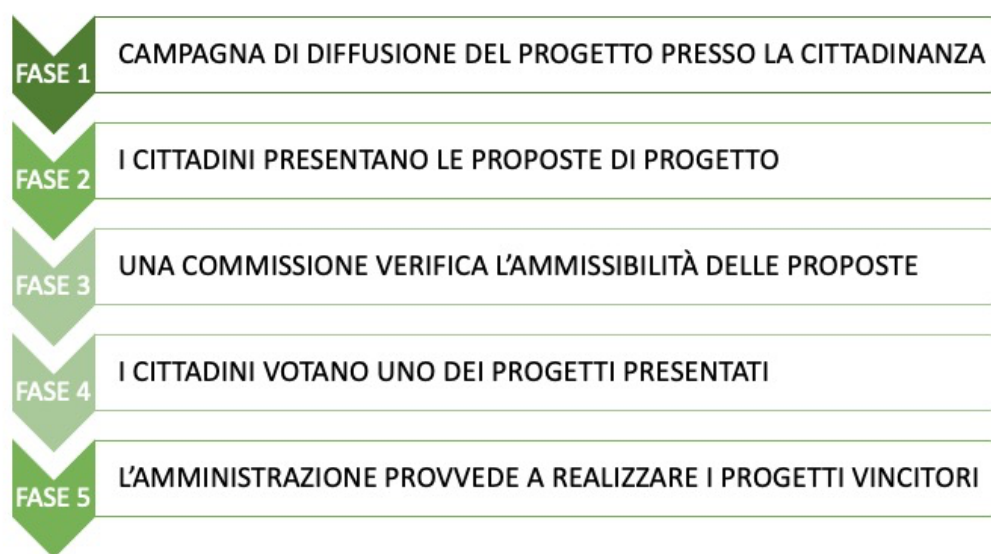 FASE 1
CAMPAGNA DI DIFFUSIONE DEL PROGETTO PRESSO LA CITTADINANZA
FASE 2
I CITTADINI PRESENTANO LE PROPOSTE DI PROGETTO
FASE 3
UNA COMMISSIONE VERIFICA L’AMMISSIBILITÀ DELLE PROPOSTE
FASE 4
I CITTADINI VOTANO UNO DEI PROGETTI PRESENTATI
FASE 5
L’AMMINISTRAZIONE PROVVEDE A REALIZZARE I PROGETTI VINCITORI